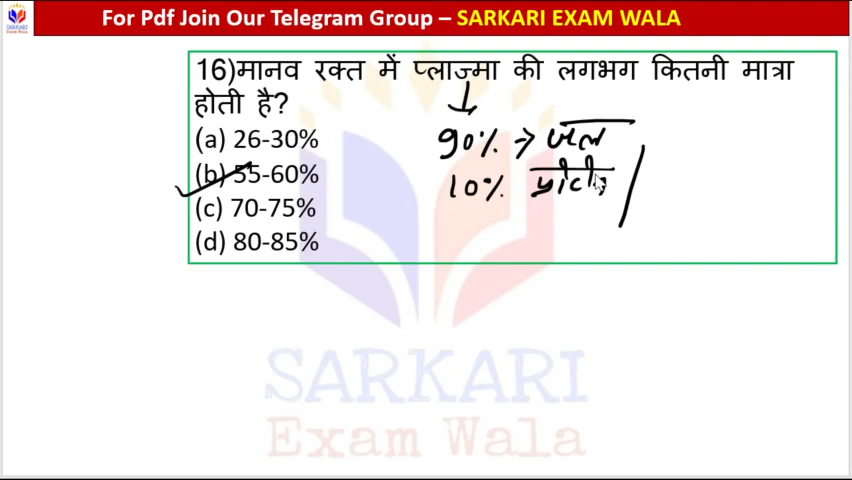 For Pdf Join Our Telegram Group – SARKARI EXAM WALA
16)मानव रक्त में प्लाज्मा की लगभग कितनी मात्रा
होती है?
(a) 26-30%
(b) 55-60%
(c) 70-75%
(d) 80-85%
90% → जल
10%
SARKARI
Exam Wala